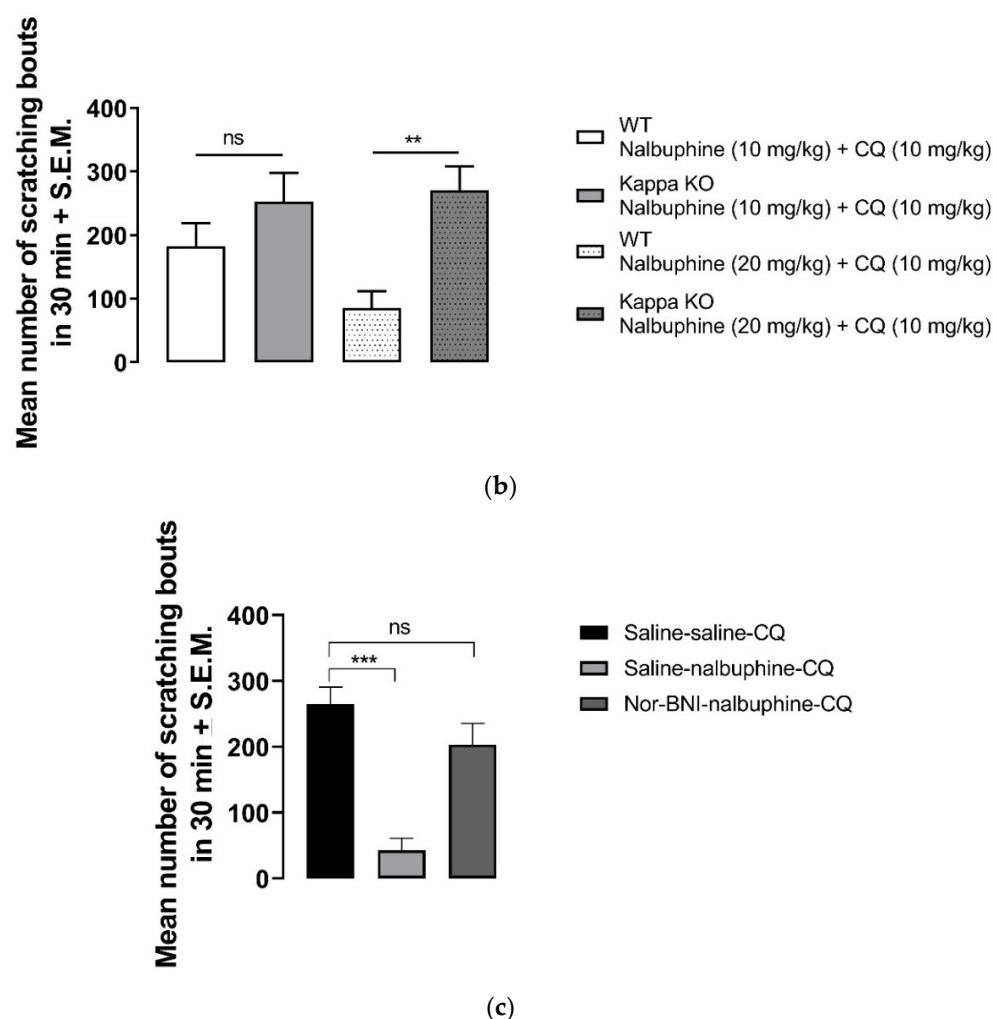 Mean number of scratching bouts
in 30 min + S.E.M.
400
300
200
100
0
ns
**
WT
Nalbuphine (10 mg/kg) + CQ (10 mg/kg)
Kappa KO
Nalbuphine (10 mg/kg) + CQ (10 mg/kg)
WT
Nalbuphine (20 mg/kg) + CQ (10 mg/kg)
Kappa KO
Nalbuphine (20 mg/kg) + CQ (10 mg/kg)
(b)
Mean number of scratching bouts
in 30 min ± S.E.M.
400
300
200
100
0
ns
***
Saline-saline-CQ
Saline-nalbuphine-CQ
Nor-BNI-nalbuphine-CQ
(c)